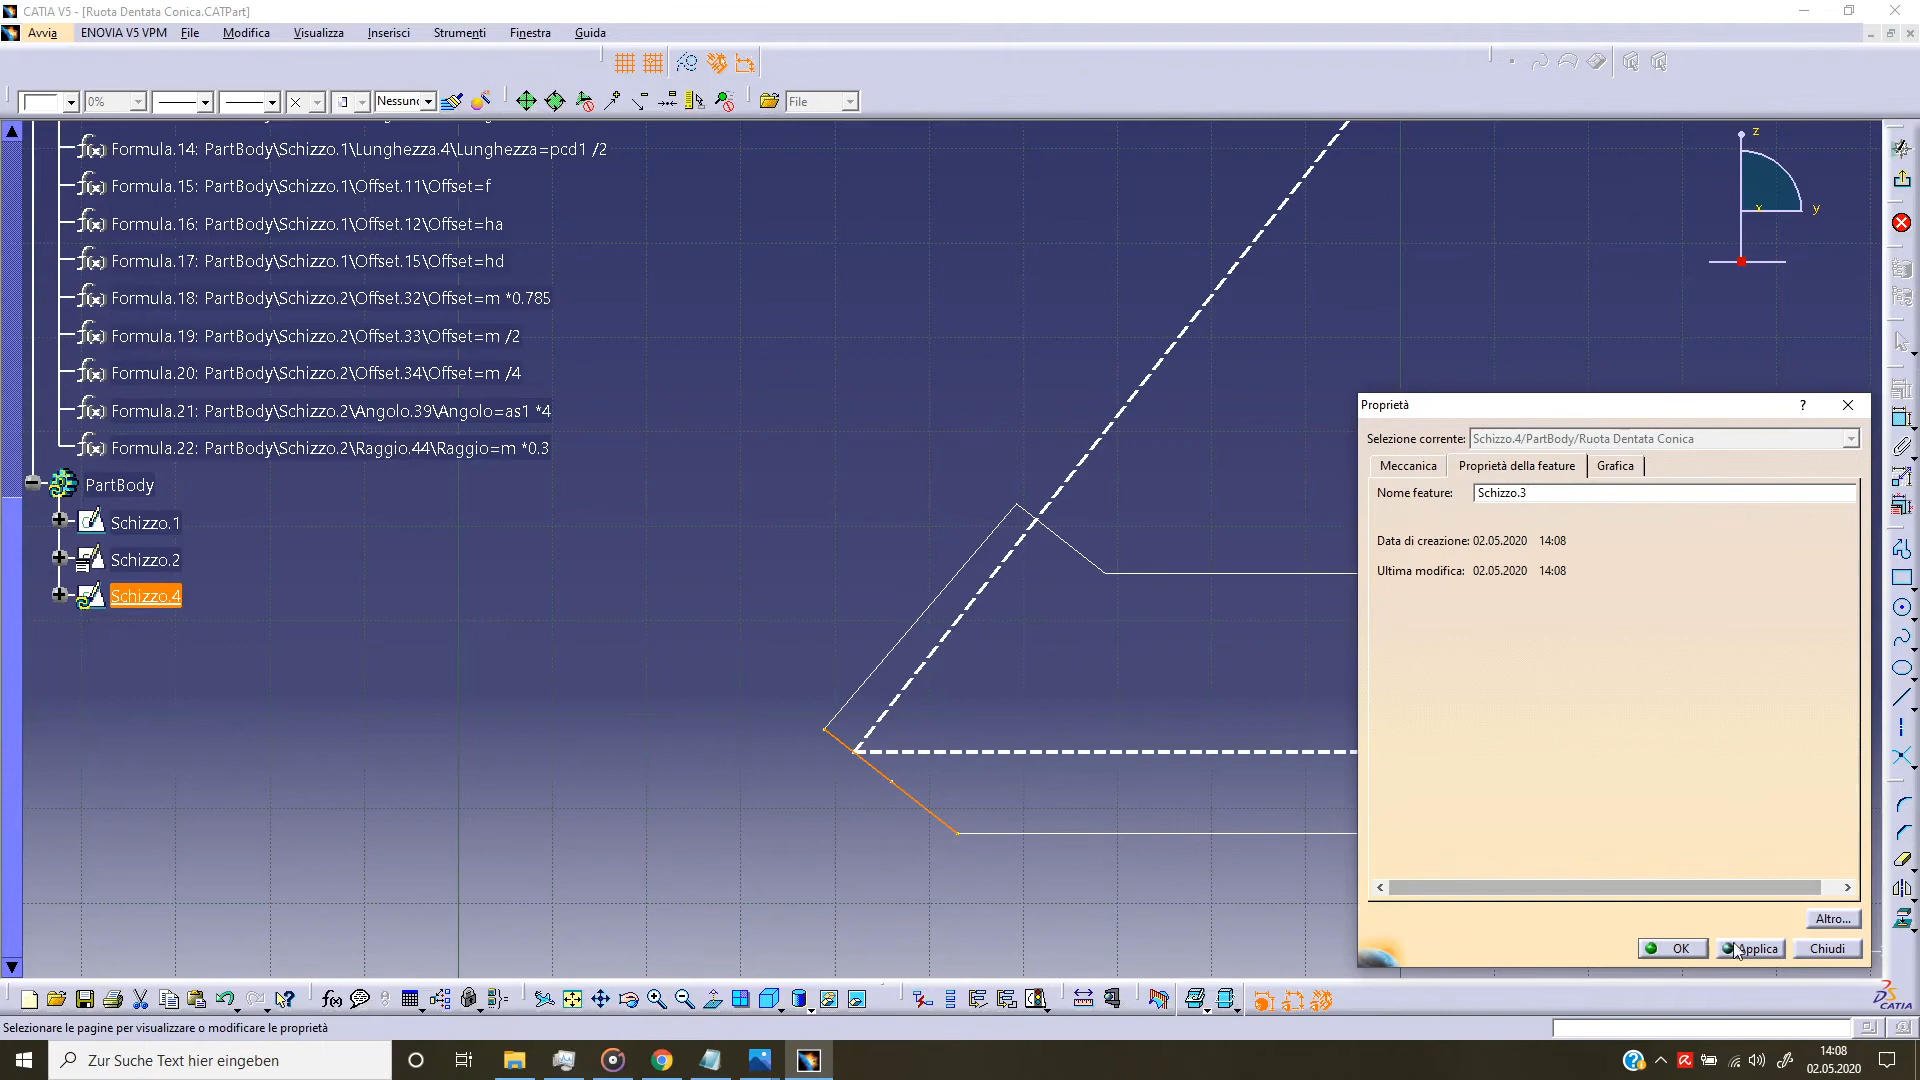 CATIA V5 - [Ruota Dentata Conica.CATPart]
Avvia ENOVIA V5 VPM File Modifica Visualizza Inserisci Strumenti Finestra Guida
0% Nessuno File
Formula.14: PartBody\Schizzo.1\Lunghezza.4\Lunghezza=pcd1 /2
Formula.15: PartBody\Schizzo.1\Offset.11\Offset=f
Formula.16: PartBody\Schizzo.1\Offset.12\Offset=ha
Formula.17: PartBody\Schizzo.1\Offset.15\Offset=hd
Formula.18: PartBody\Schizzo.2\Offset.32\Offset=m *0.785
Formula.19: PartBody\Schizzo.2\Offset.33\Offset=m /2
Formula.20: PartBody\Schizzo.2\Offset.34\Offset=m /4
Formula.21: PartBody\Schizzo.2\Angolo.39\Angolo=as1 *4
Formula.22: PartBody\Schizzo.2\Raggio.44\Raggio=m *0.3
PartBody
Schizzo.1
Schizzo.2
Schizzo.4
z
x
y
Proprietà
?
Selezione corrente: Schizzo.4/PartBody/Ruota Dentata Conica
Meccanica Proprietà della feature Grafica
Nome feature: Schizzo.3
Data di creazione: 02.05.2020 14:08
Ultima modifica: 02.05.2020 14:08
Altro...
OK Applica Chiudi
CATIA
Selezionare le pagine per visualizzare o modificare le proprietà
Zur Suche Text hier eingeben
14:08
02.05.2020